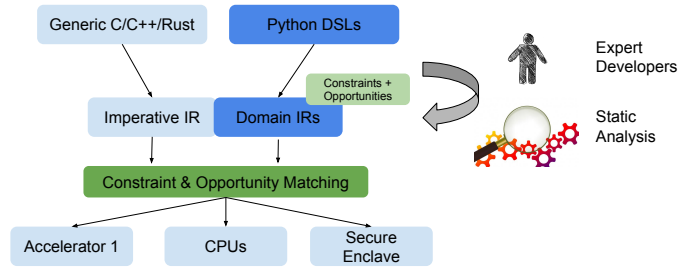 Generic C/C++/Rust
Python DSLs
Expert
Developers
Constraints +
Opportunities
Imperative IR
Domain IRs
Static
Analysis
Constraint & Opportunity Matching
Accelerator 1
CPUs
Secure
Enclave